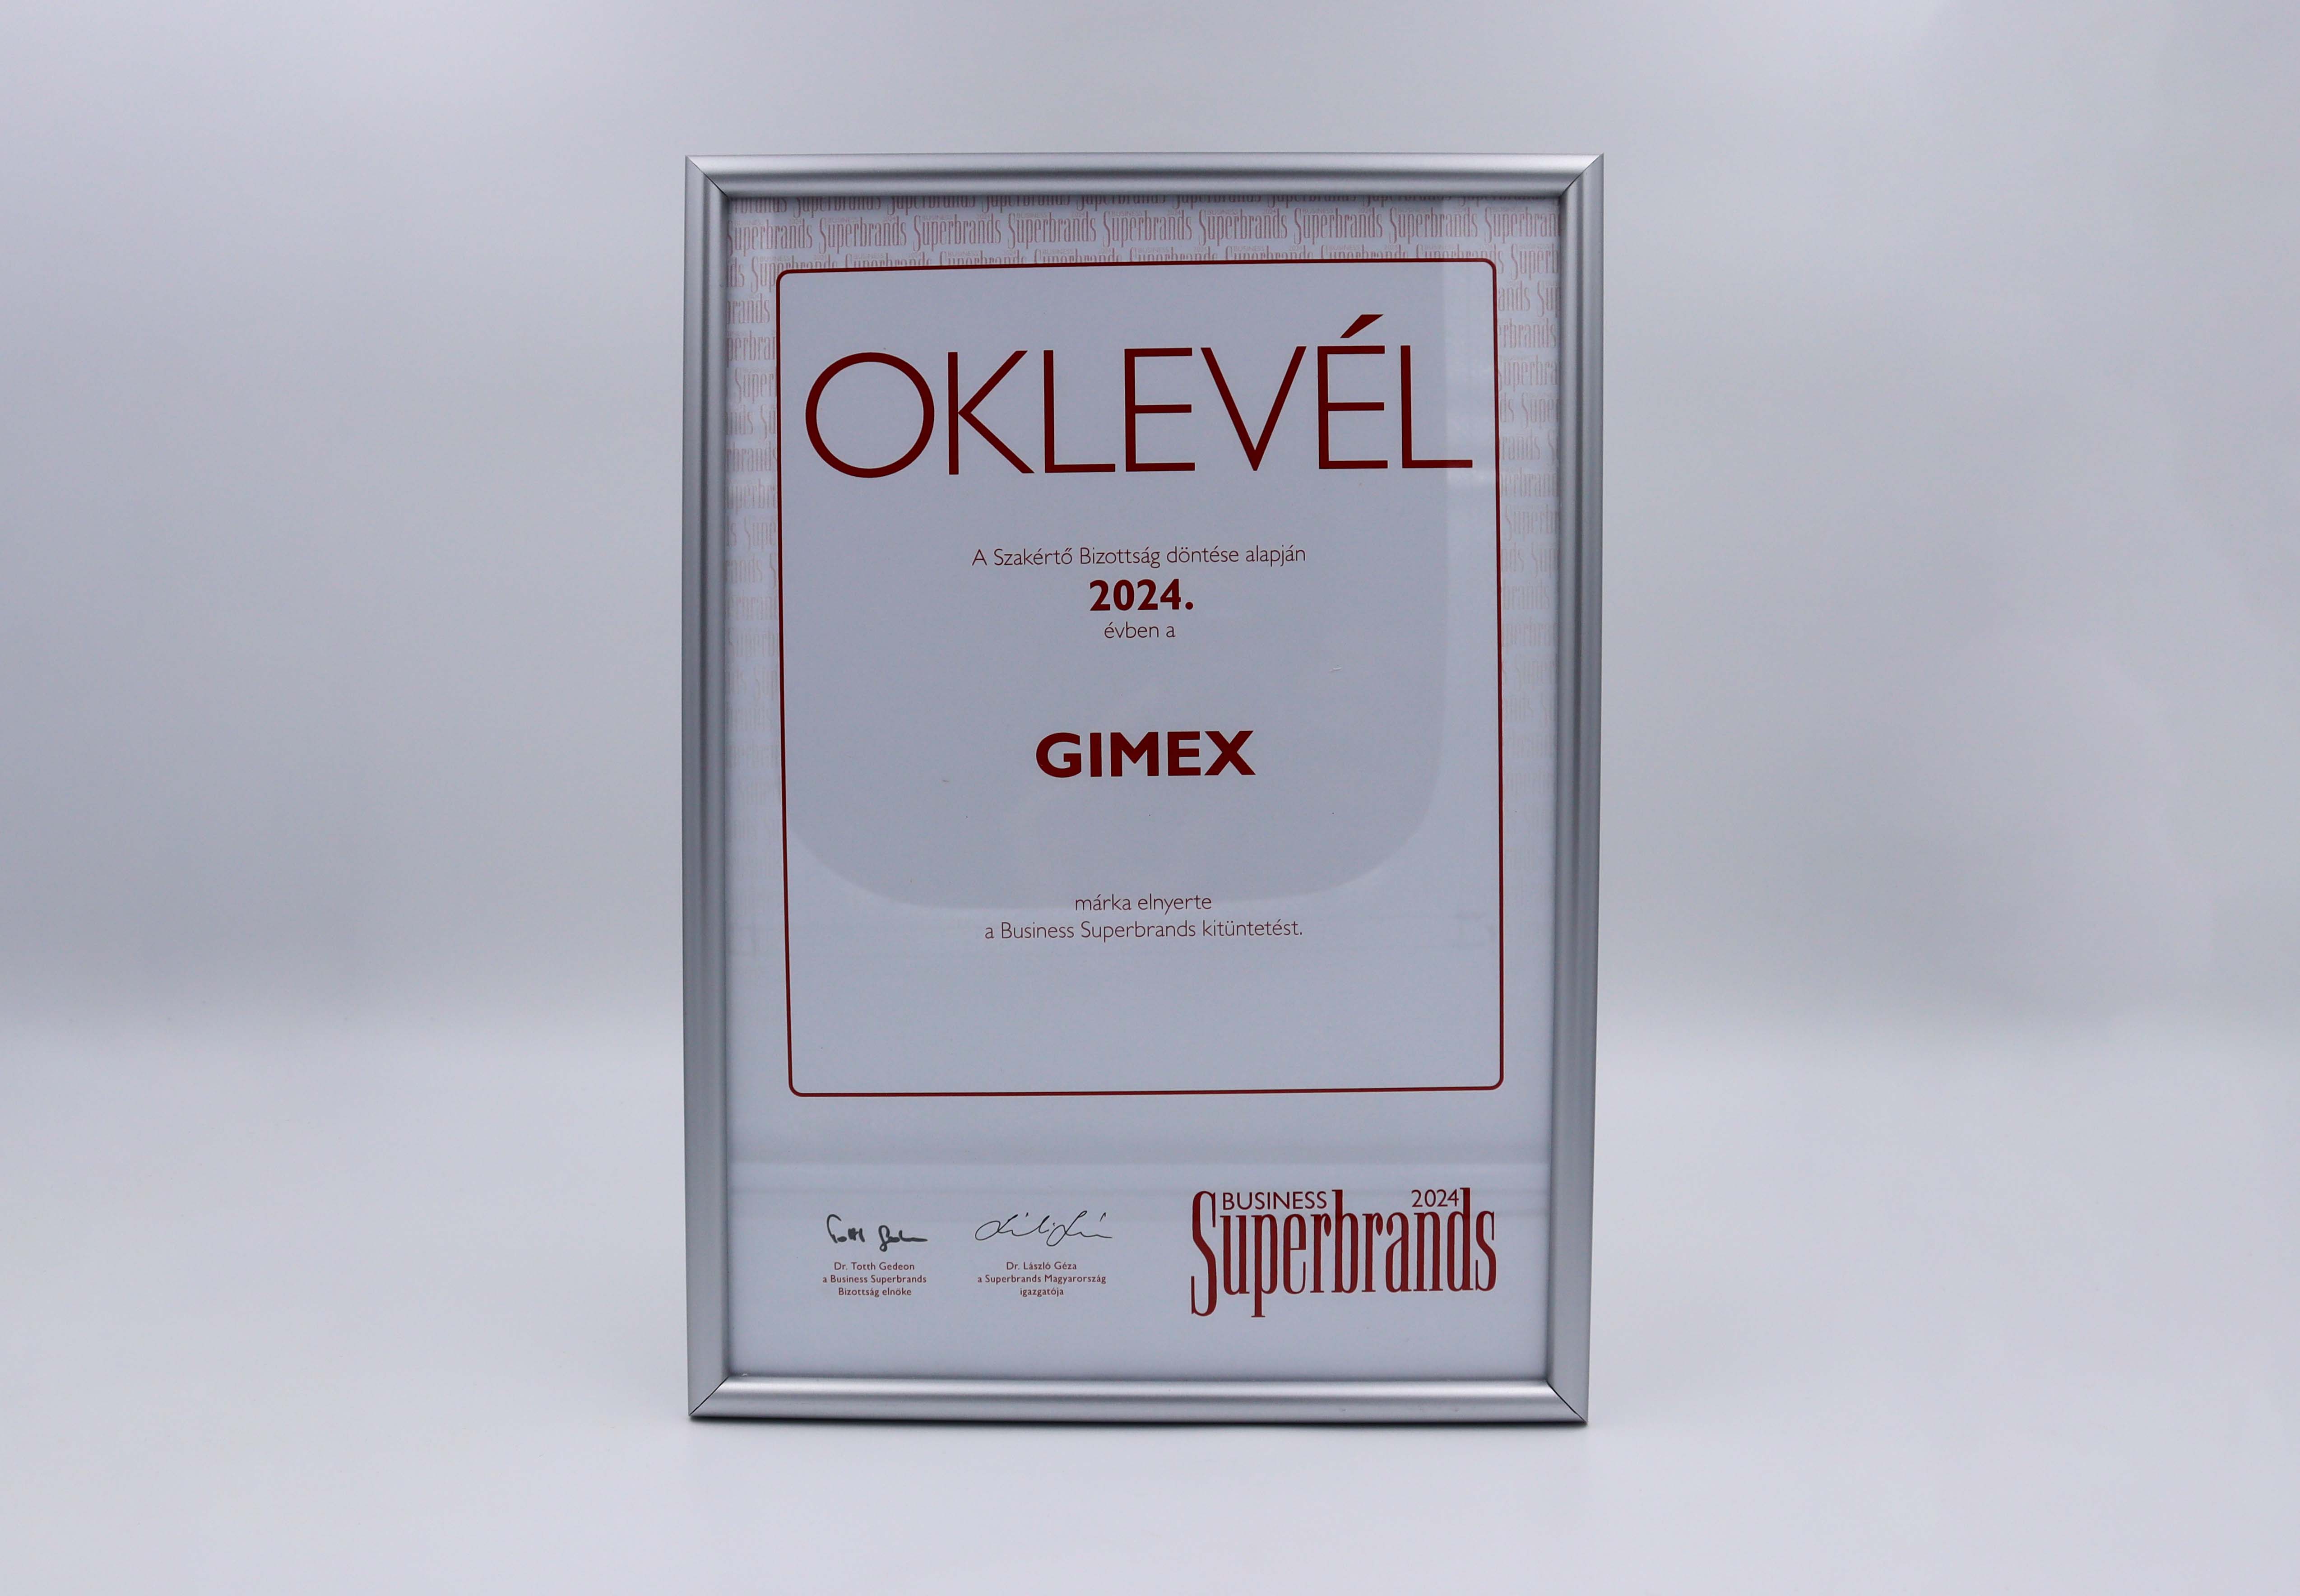 OKLEVÉL
A Szakértő Bizottság döntése alapján
2024.
évben a
GIMEX
márka elnyerte
a Business Superbrands kitüntetést.
Dr. Totth Gedeon
a Business Superbrands
Bizottság elnöke
Dr. László Géza
a Superbrands Magyarország
igazgatója
BUSINESS 2024
Superbrands